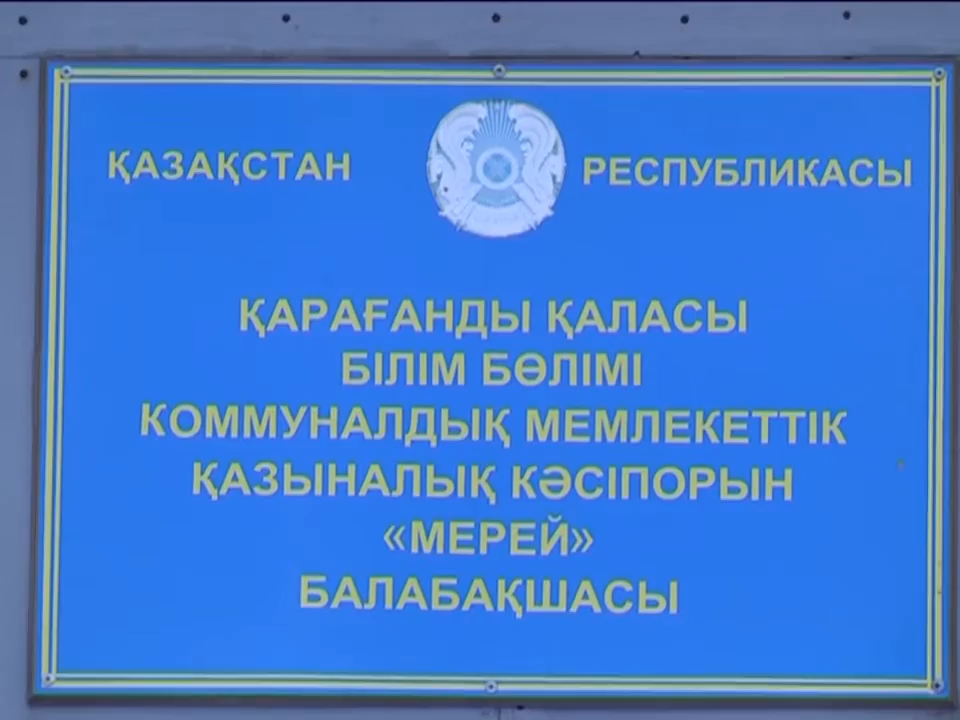 ҚАЗАҚСТАН РЕСПУБЛИКАСЫ
ҚАРАҒАНДЫ ҚАЛАСЫ
БІЛІМ БӨЛІМІ
КОММУНАЛДЫҚ МЕМЛЕКЕТТІК
ҚАЗЫНАЛЫҚ КӘСІПОРЫН
«МЕРЕЙ»
БАЛАБАҚШАСЫ